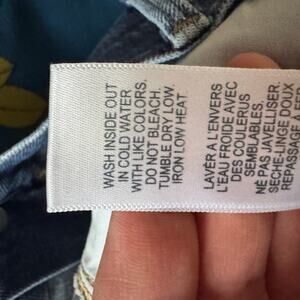 WASH INSIDE OUT
IN COLD WATER
WITH LIKE COLORS.
DO NOT BLEACH.
TUMBLE DRY LOW.
IRON LOW HEAT.
LAVER A L'ENVERS
L'EAU FROIDE AVEC
DES COULERUS
SEMBLABLES.
NE PAS JAVELLISER.
SECHE-LINGE DOUX
REPASSAGE A